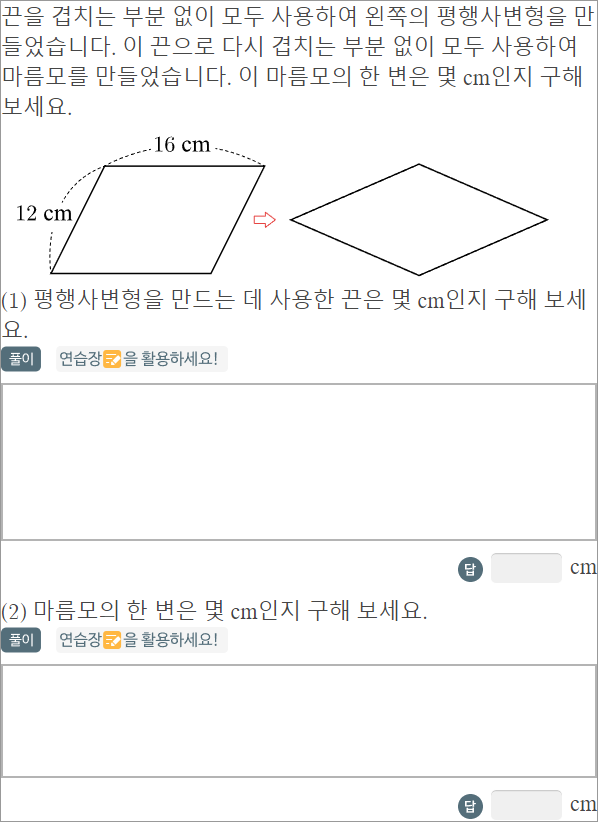 끈을 겹치는 부분 없이 모두 사용하여 왼쪽의 평행사변형을 만
들었습니다. 이 끈으로 다시 겹치는 부분 없이 모두 사용하여
마름모를 만들었습니다. 이 마름모의 한 변은 몇 cm인지 구해
보세요.
16 cm
12 cm
(1) 평행사변형을 만드는 데 사용한 끈은 몇 cm인지 구해 보세
요.
풀이 연습장을 활용하세요!
답 cm
(2) 마름모의 한 변은 몇 cm인지 구해 보세요.
풀이 연습장을 활용하세요!
답 cm